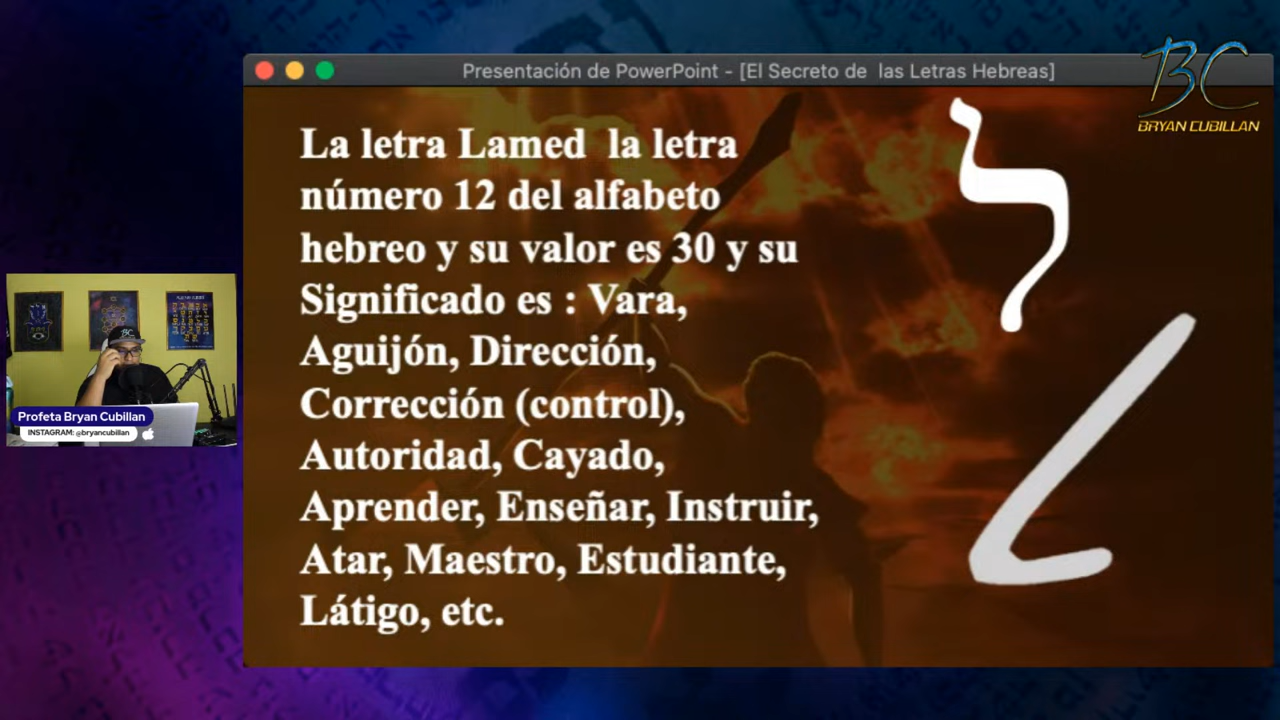 Presentación de PowerPoint - [El Secreto de  las Letras Hebreas]
BC
BRYAN CUBILLAN
La letra Lamed  la letra
número 12 del alfabeto
hebreo y su valor es 30 y su
Significado es : Vara,
Aguijón, Dirección,
Corrección (control),
Autoridad, Cayado,
Aprender, Enseñar, Instruir,
Atar, Maestro, Estudiante,
Látigo, etc.
ל
Profeta Bryan Cubillan
INSTAGRAM: @bryancubillan